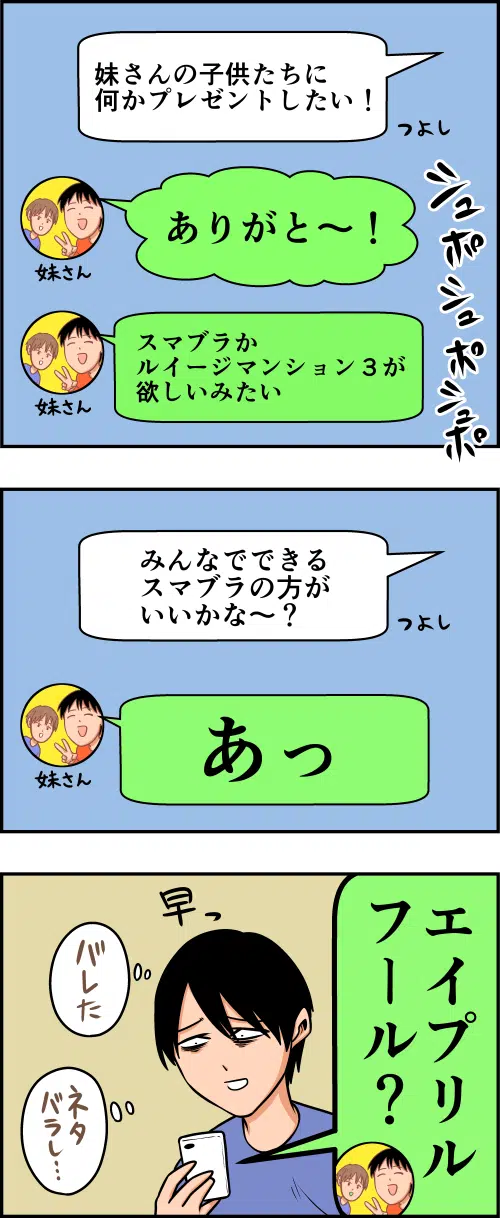 妹さんの子供たちに
何かプレゼントしたい！
つよし
ありがと〜！
妹さん
スマブラか
ルイージマンション３が
欲しいみたい
妹さん
シュポ
シュポ
シュポ
みんなでできる
スマブラの方が
いいかな〜？
つよし
あっ
妹さん
エイプリル
フール？
早っ
バレた
ネタ
バラし…